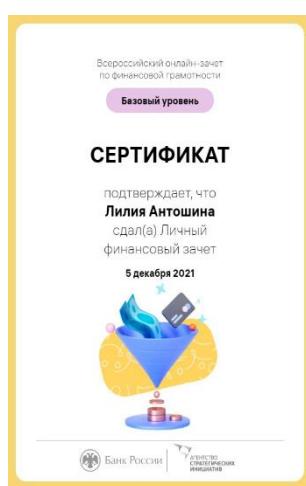 Всероссийский онлайн-зачет
по финансовой грамотности
Базовый уровень
СЕРТИФИКАТ
подтверждает, что
Лилия Антошина
сдал(а) Личный
финансовый зачет
5 декабря 2021
Банк России
АГЕНТСТВО
СТРАТЕГИЧЕСКИХ
ИНИЦИАТИВ